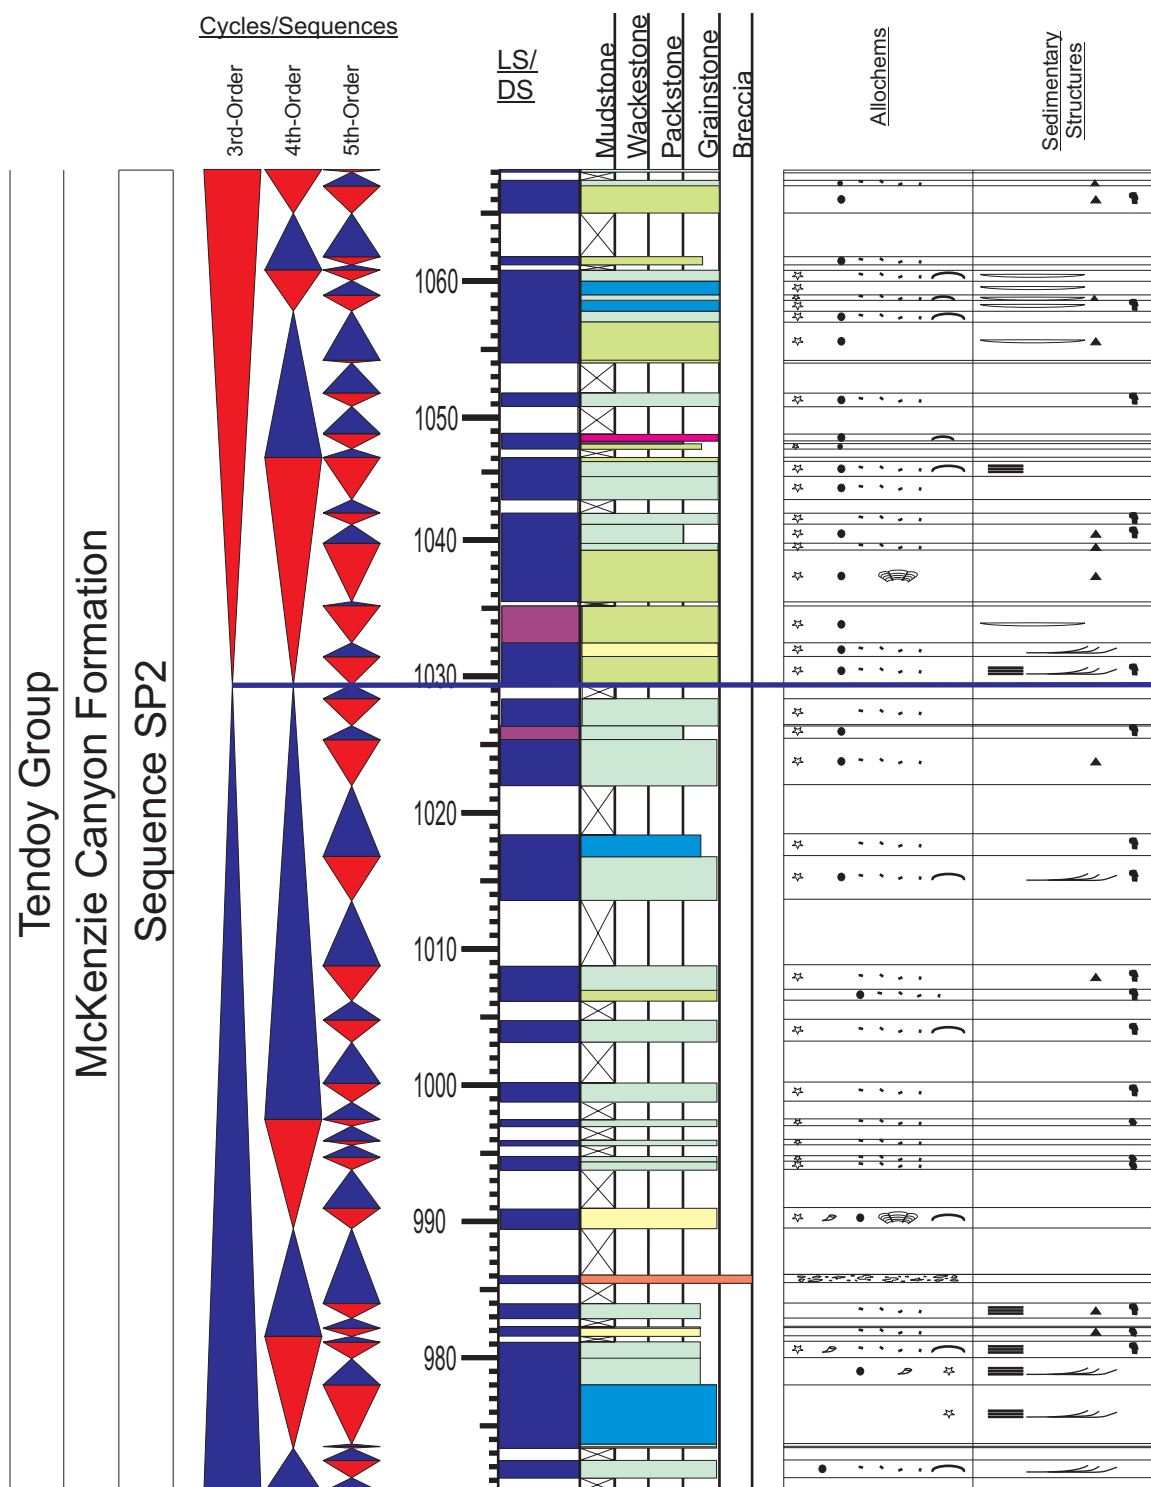 Cycles/Sequences
3rd-Order
4th-Order
5th-Order
LS/
DS
Mudstone
Wackestone
Packstone
Grainstone
Breccia
Allochems
Sedimentary
Structures
Tendoy Group
McKenzie Canyon Formation
Sequence SP2
1060
1050
1040
1030
1020
1010
1000
990
980